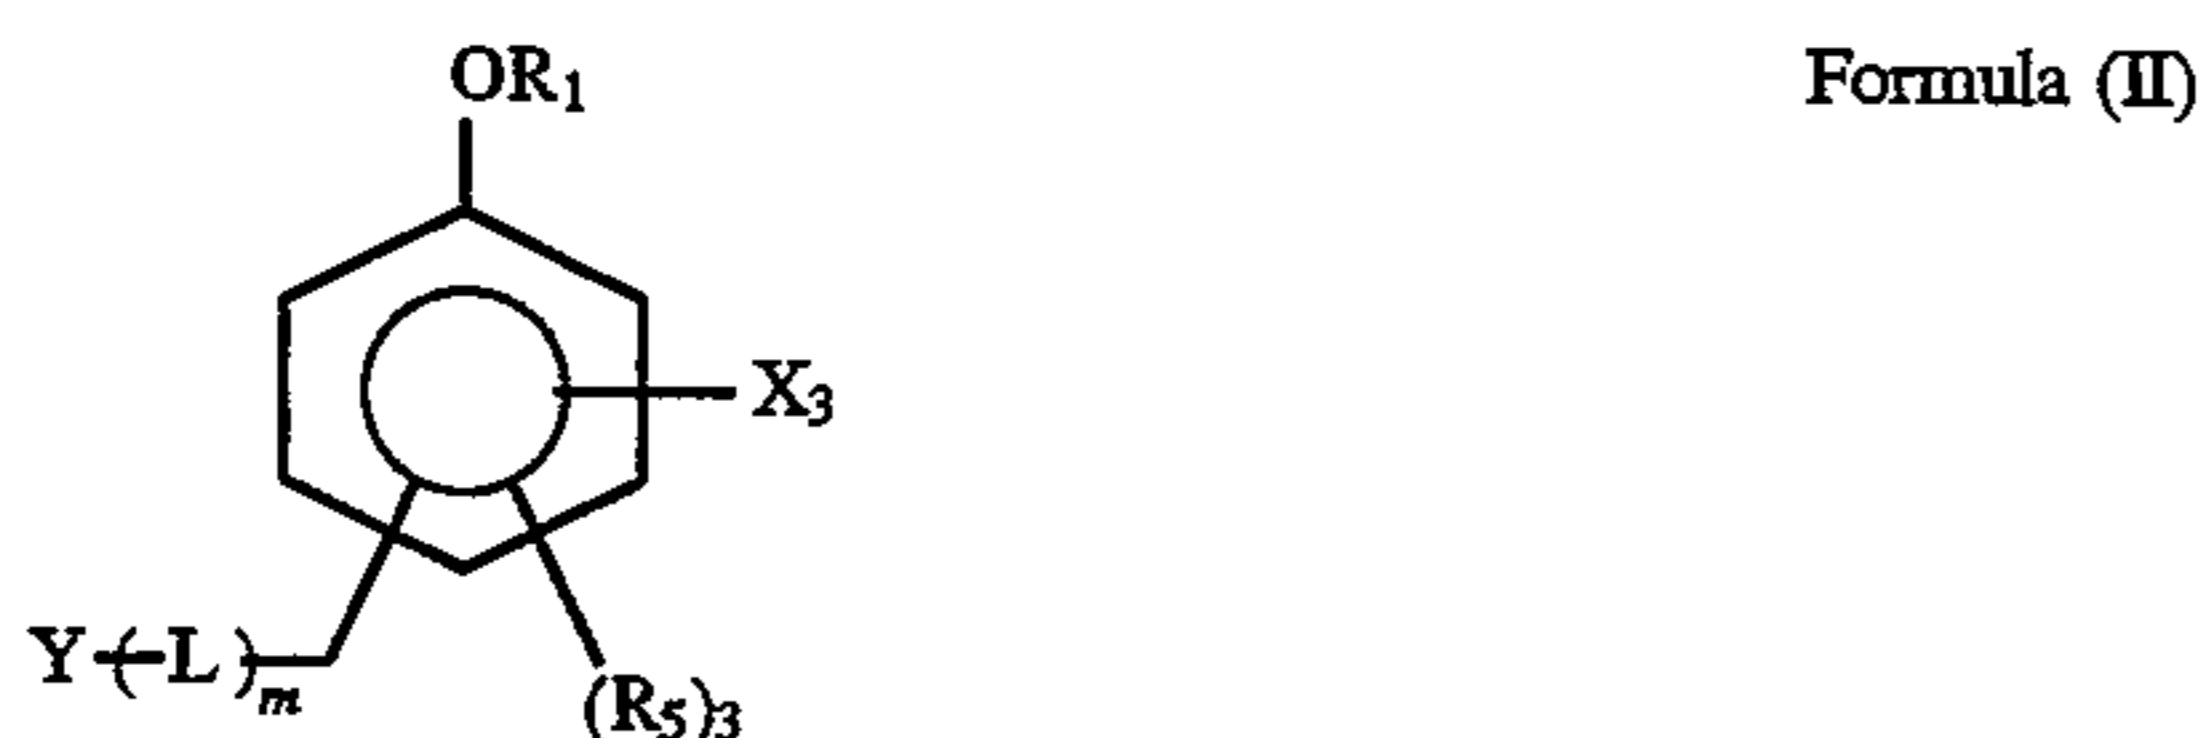 OR₁ Formula (II)
X₃
Y-(-L)ₘ
(R₅)₃